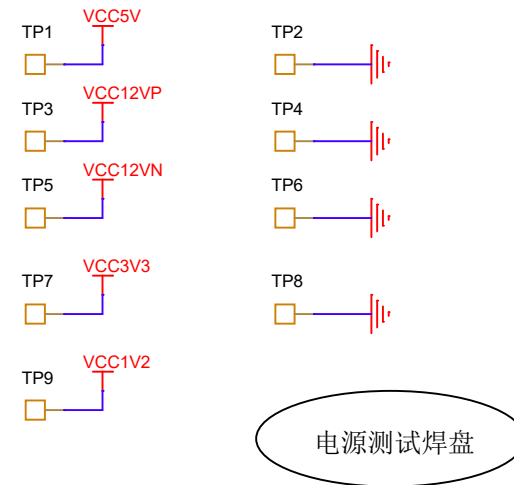 VCC5V
TP1
TP2
VCC12VP
TP3
TP4
VCC12VN
TP5
TP6
VCC3V3
TP7
TP8
VCC1V2
TP9
电源测试焊盘